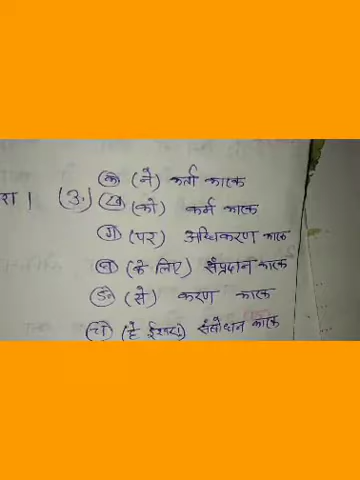 (क) (ने) कर्ता कारक
रा। (3.) (ख) (को) कर्म कारक
(ग) (पर) अधिकरण कारक
(घ) (के लिए) संप्रदान कारक
(ङ) (से) करण कारक
(च) (हे ईश्वर!) संबोधन कारक